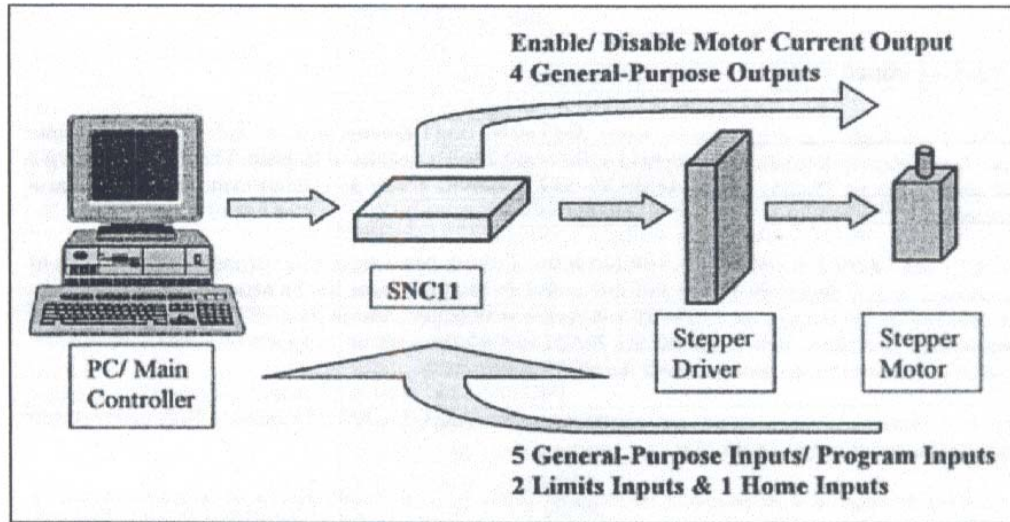 Enable/ Disable Motor Current Output
4 General-Purpose Outputs
SNC11
PC/ Main
Controller
Stepper
Driver
Stepper
Motor
5 General-Purpose Inputs/ Program Inputs
2 Limits Inputs & 1 Home Inputs